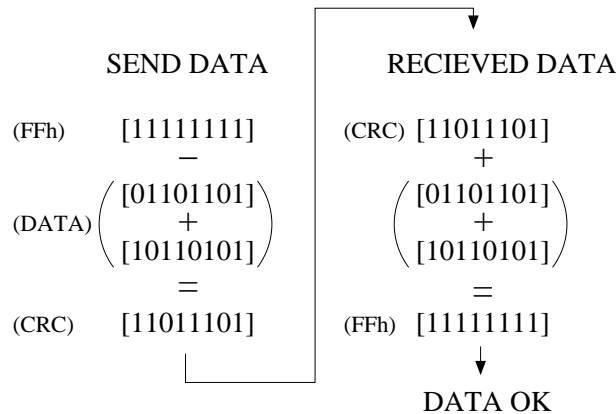 SEND DATA
(FFh) [11111111]
−
(DATA) ([01101101]
+
[10110101])
=
(CRC) [11011101]
RECIEVED DATA
(CRC) [11011101]
+
([01101101]
+
[10110101])
=
(FFh) [11111111]
DATA OK